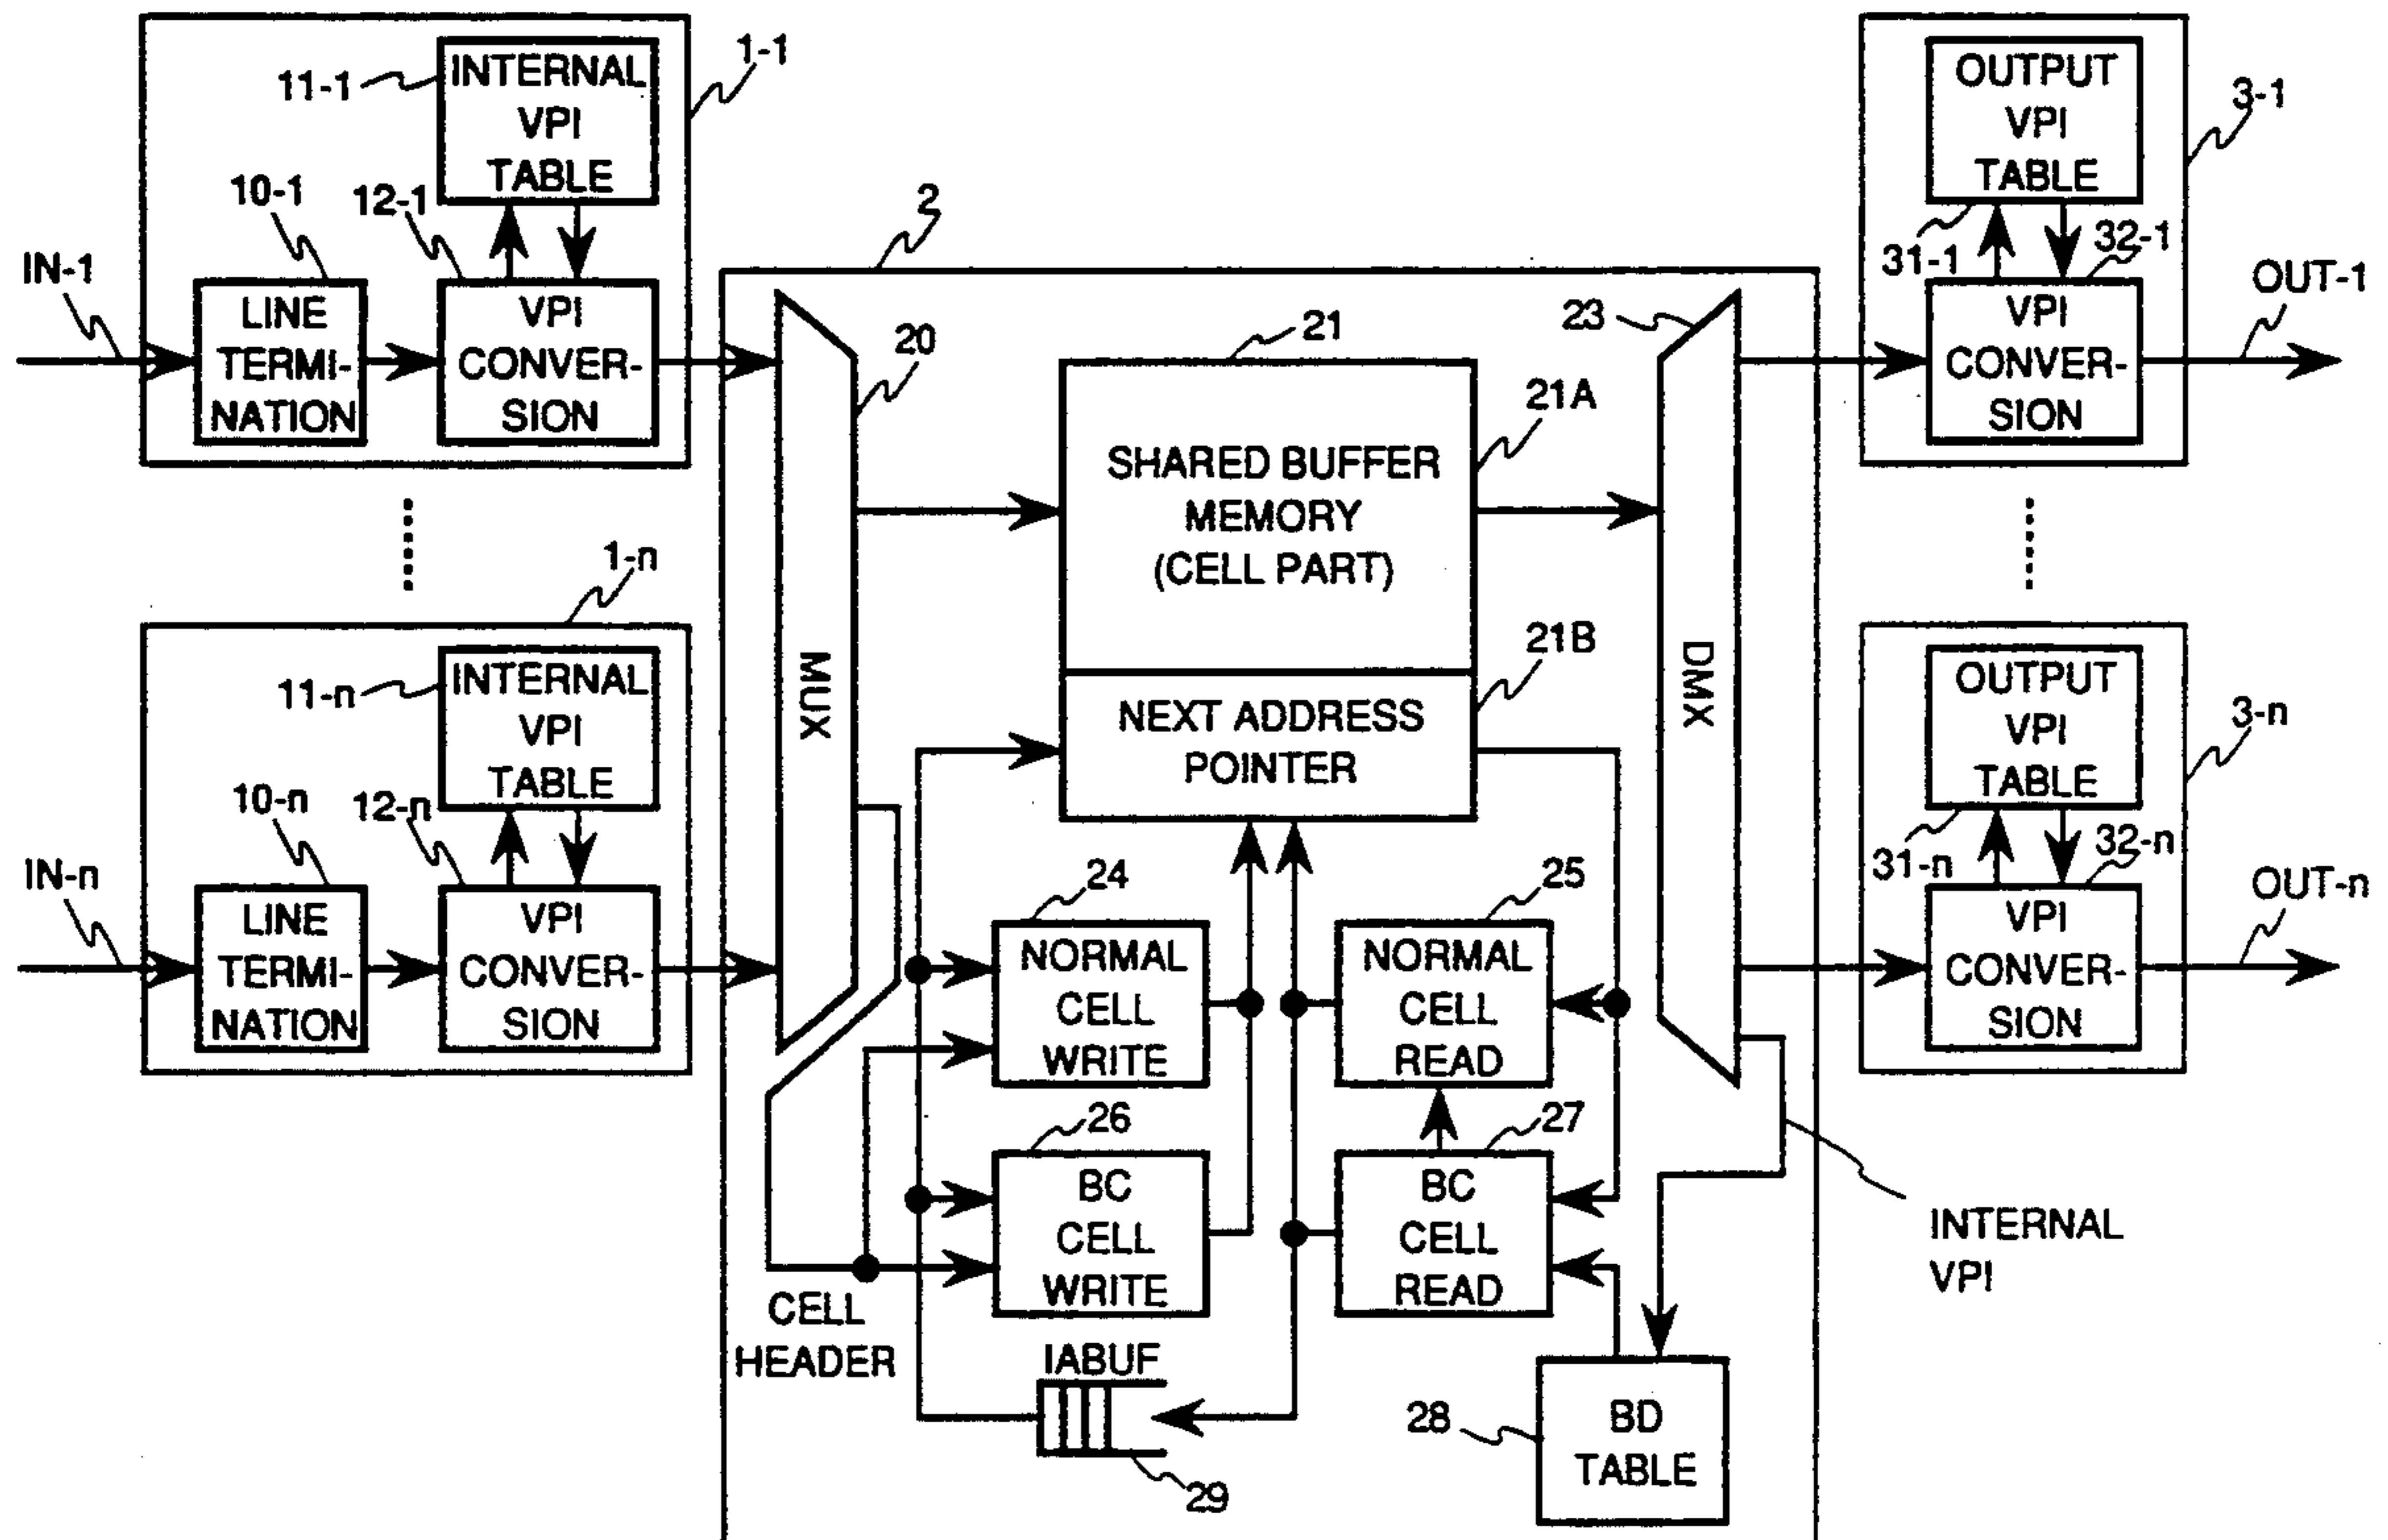 1-1
11-1
INTERNAL
VPI
TABLE
10-1
12-1
IN-1
LINE
TERMI-
NATION
VPI
CONVER-
SION
1-n
11-n
INTERNAL
VPI
TABLE
10-n
12-n
IN-n
LINE
TERMI-
NATION
VPI
CONVER-
SION
2
20
MUX
21
21A
SHARED BUFFER
MEMORY
(CELL PART)
21B
NEXT ADDRESS
POINTER
23
DMX
24
NORMAL
CELL
WRITE
25
NORMAL
CELL
READ
26
BC
CELL
WRITE
27
BC
CELL
READ
CELL
HEADER
IABUF
29
28
BD
TABLE
INTERNAL
VPI
3-1
OUTPUT
VPI
TABLE
31-1
32-1
VPI
CONVER-
SION
OUT-1
3-n
OUTPUT
VPI
TABLE
31-n
32-n
VPI
CONVER-
SION
OUT-n